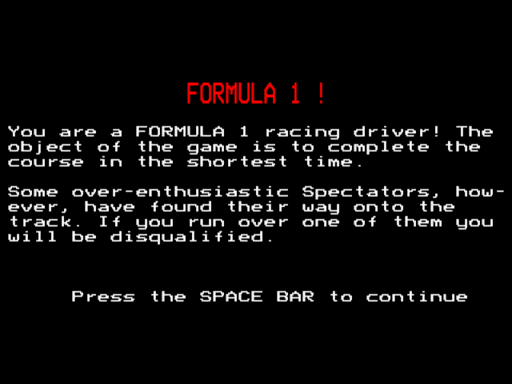 FORMULA 1 !
You are a FORMULA 1 racing driver! The
object of the game is to complete the
course in the shortest time.
Some over-enthusiastic Spectators, how-
ever, have found their way onto the
track. If you run over one of them you
will be disqualified.
Press the SPACE BAR to continue